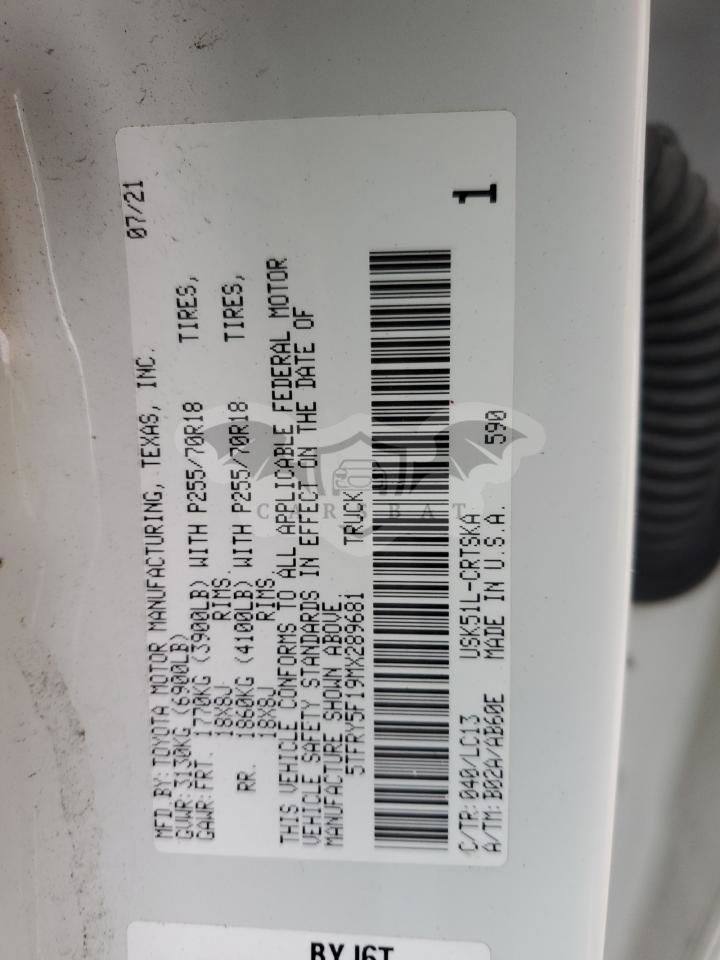 07/21
MFD.BY:TOYOTA MOTOR MANUFACTURING, TEXAS, INC.
GVWR:3130KG (6900LB)
GAWR:FRT. 1770KG (3900LB) WITH P255/70R18 TIRES,
18X8J RIMS.
RR. 1860KG (4100LB) WITH P255/70R18 TIRES,
18X8J RIMS.
THIS VEHICLE CONFORMS TO ALL APPLICABLE FEDERAL MOTOR
VEHICLE SAFETY STANDARDS IN EFFECT ON THE DATE OF
MANUFACTURE SHOWN ABOVE.
5TFRY5F19MX289681 TRUCK
1
C/TR:040/LC13 USK51L-CRTSKA 590
A/TM:B02A/AB60E MADE IN U.S.A.
CARSBAT